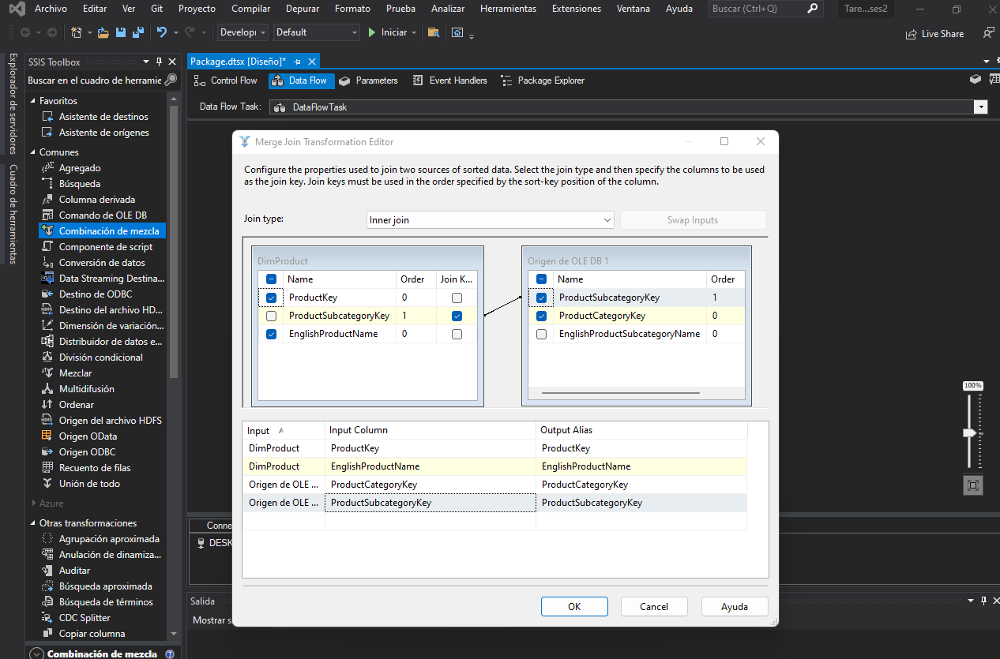 Archivo Editar Ver Git Proyecto Compilar Depurar Formato Prueba Analizar Herramientas Extensiones Ventana Ayuda Buscar (Ctrl+Q) Tare...ses2
Develop Default Iniciar Live Share
Explorador de servidores
Cuadro de herramientas
SSIS Toolbox
Buscar en el cuadro de herramie
Favoritos
Asistente de destinos
Asistente de orígenes
Comunes
Agregado
Búsqueda
Columna derivada
Comando de OLE DB
Combinación de mezcla
Componente de script
Conversión de datos
Data Streaming Destina...
Destino de ODBC
Destino del archivo HD...
Dimensión de variación...
Distribuidor de datos e...
División condicional
Mezclar
Multidifusión
Ordenar
Origen del archivo HDFS
Origen OData
Origen ODBC
Recuento de filas
Unión de todo
Azure
Otras transformaciones
Agrupación aproximada
Anulación de dinamiza...
Auditar
Búsqueda aproximada
Búsqueda de términos
CDC Splitter
Copiar columna
Combinación de mezcla
Package.dtsx [Diseño]*
Control Flow Data Flow Parameters Event Handlers Package Explorer
Data Flow Task: DataFlowTask
Merge Join Transformation Editor
Configure the properties used to join two sources of sorted data. Select the join type and then specify the columns to be used
as the join key. Join keys must be used in the order specified by the sort-key position of the column.
Join type: Inner join Swap Inputs
DimProduct
Name Order Join K...
ProductKey 0
ProductSubcategoryKey 1
EnglishProductName 0
Origen de OLE DB 1
Name Order
ProductSubcategoryKey 1
ProductCategoryKey 0
EnglishProductSubcategoryName 0
Input Input Column Output Alias
DimProduct ProductKey ProductKey
DimProduct EnglishProductName EnglishProductName
Origen de OLE ... ProductCategoryKey ProductCategoryKey
Origen de OLE ... ProductSubcategoryKey ProductSubcategoryKey
OK Cancel Ayuda
100%
Conne
DESK
Salida
Mostrar s